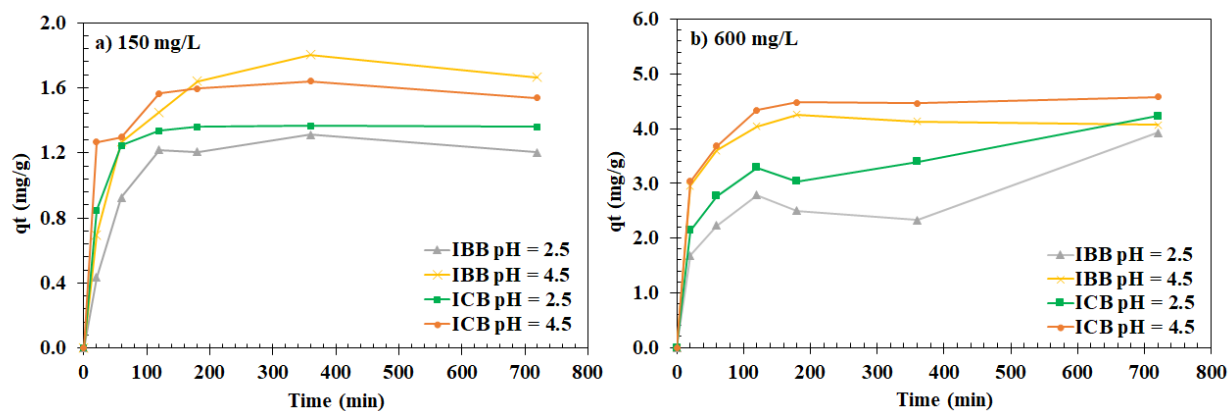 a) 150 mg/L
qt (mg/g)
2.0
1.6
1.2
0.8
0.4
0.0
IBB pH = 2.5
IBB pH = 4.5
ICB pH = 2.5
ICB pH = 4.5
0 100 200 300 400 500 600 700 800
Time (min)
b) 600 mg/L
qt (mg/g)
6.0
5.0
4.0
3.0
2.0
1.0
0.0
IBB pH = 2.5
IBB pH = 4.5
ICB pH = 2.5
ICB pH = 4.5
0 100 200 300 400 500 600 700 800
Time (min)